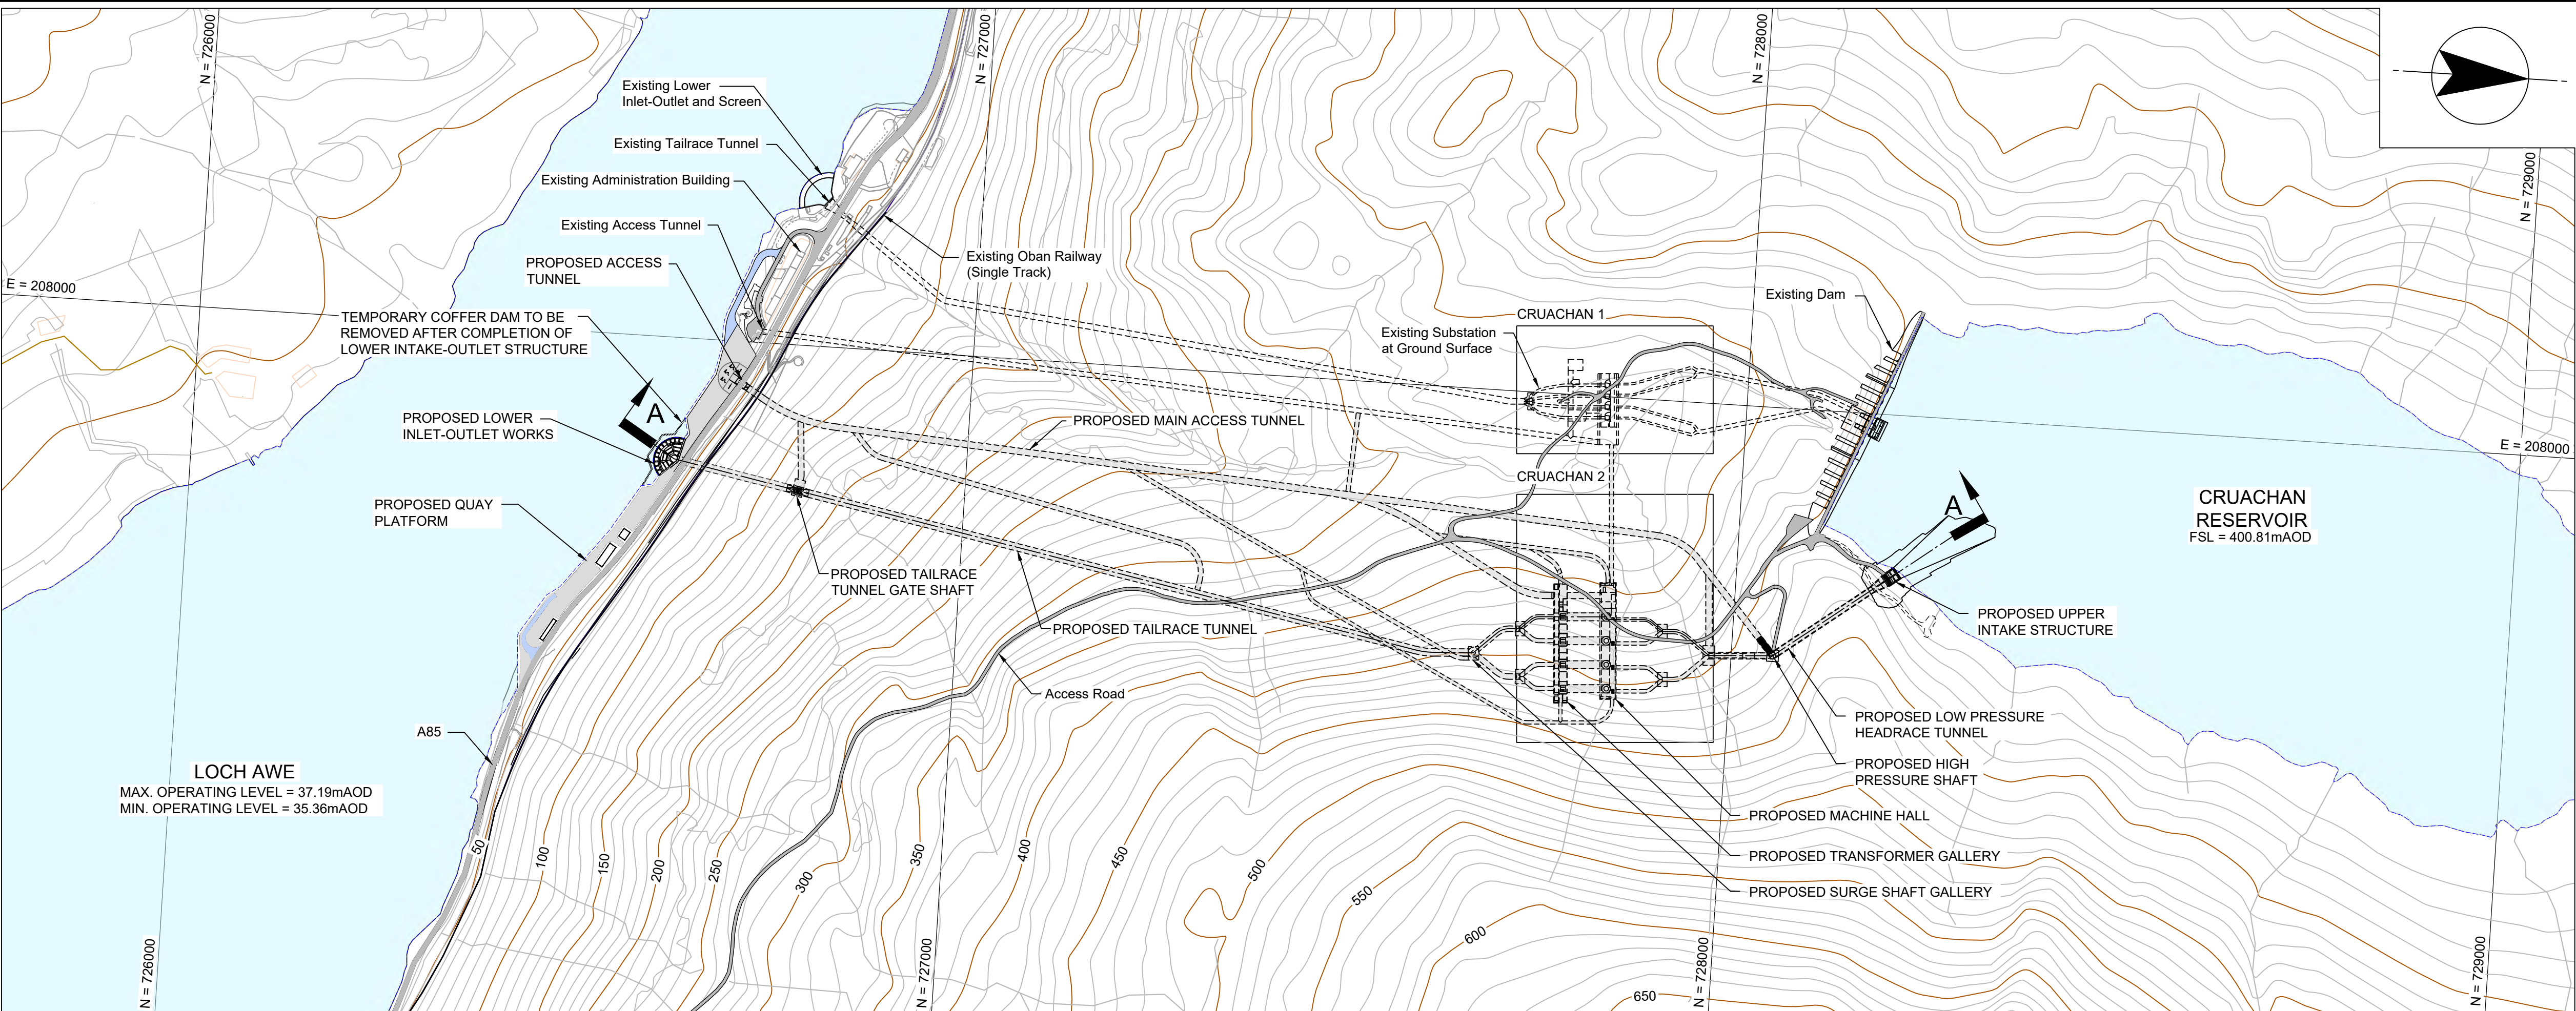 N = 726000
N = 727000
N = 728000
N = 729000
Existing Lower
Inlet-Outlet and Screen
Existing Tailrace Tunnel
Existing Administration Building
Existing Access Tunnel
PROPOSED ACCESS
TUNNEL
Existing Oban Railway
(Single Track)
E = 208000
TEMPORARY COFFER DAM TO BE
REMOVED AFTER COMPLETION OF
LOWER INTAKE-OUTLET STRUCTURE
CRUACHAN 1
Existing Dam
Existing Substation
at Ground Surface
A
PROPOSED LOWER
INLET-OUTLET WORKS
PROPOSED MAIN ACCESS TUNNEL
E = 208000
CRUACHAN 2
PROPOSED QUAY
PLATFORM
A
CRUACHAN
RESERVOIR
FSL = 400.81mAOD
PROPOSED TAILRACE
TUNNEL GATE SHAFT
PROPOSED TAILRACE TUNNEL
PROPOSED UPPER
INTAKE STRUCTURE
Access Road
A85
PROPOSED LOW PRESSURE
HEADRACE TUNNEL
PROPOSED HIGH
PRESSURE SHAFT
LOCH AWE
MAX. OPERATING LEVEL = 37.19mAOD
MIN. OPERATING LEVEL = 35.36mAOD
PROPOSED MACHINE HALL
PROPOSED TRANSFORMER GALLERY
PROPOSED SURGE SHAFT GALLERY
50
100
150
200
250
300
350
400
450
500
550
600
650
N = 726000
N = 727000
N = 728000
N = 729000